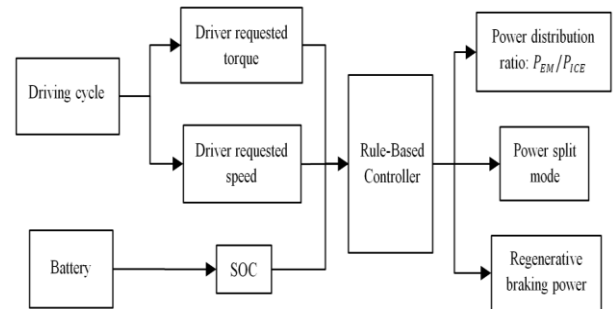 Driving cycle
Driver requested
torque
Driver requested
speed
Battery
SOC
Rule-Based
Controller
Power distribution
ratio: P_EM/P_ICE
Power split
mode
Regenerative
braking power